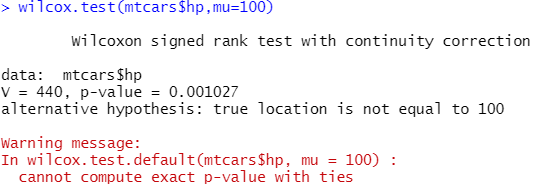 > wilcox.test(mtcars$hp,mu=100)
Wilcoxon signed rank test with continuity correction
data:  mtcars$hp
V = 440, p-value = 0.001027
alternative hypothesis: true location is not equal to 100
Warning message:
In wilcox.test.default(mtcars$hp, mu = 100) :
cannot compute exact p-value with ties